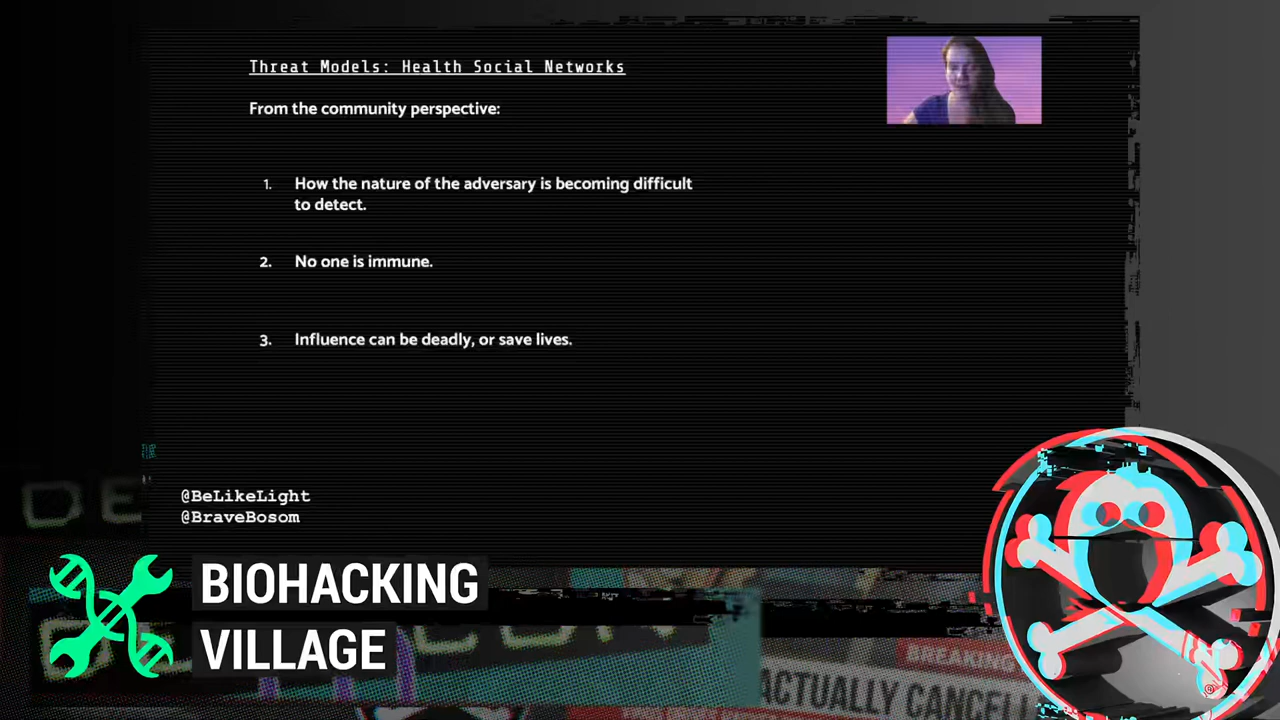 Threat Models: Health Social Networks
From the community perspective:
1. How the nature of the adversary is becoming difficult
to detect.
2. No one is immune.
3. Influence can be deadly, or save lives.
@BeLikeLight
@BraveBosom
BIOHACKING
VILLAGE
BREAKING
ACTUALLY